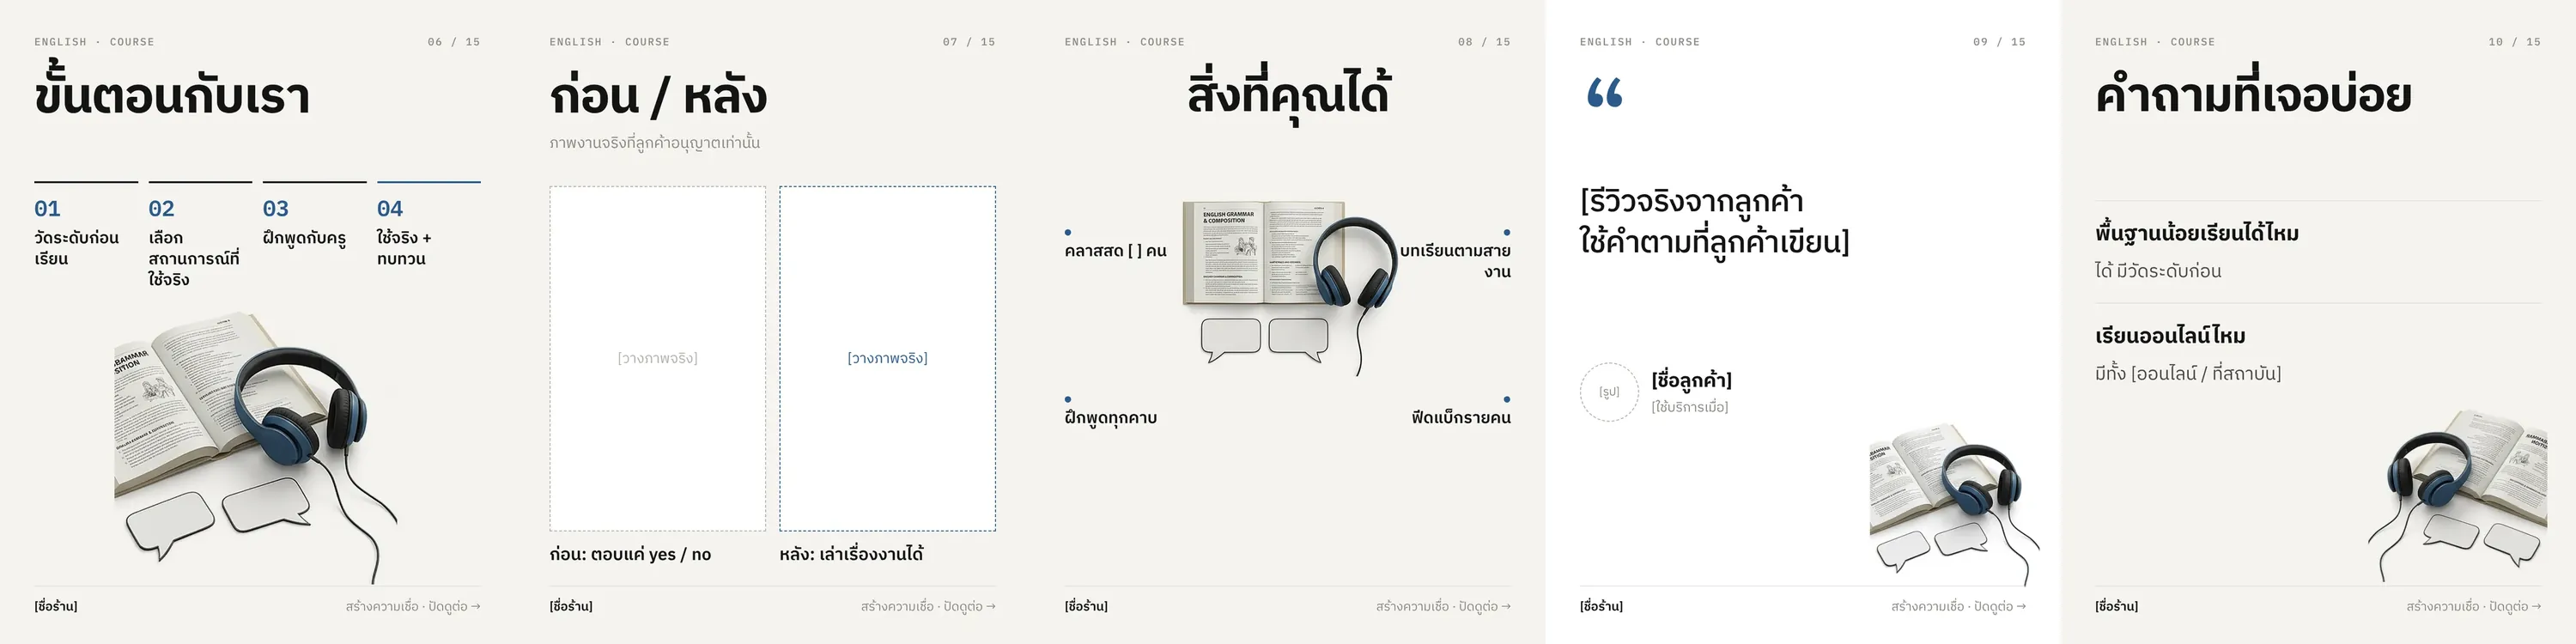 ENGLISH · COURSE
06 / 15
ขั้นตอนกับเรา
01
วัดระดับก่อน
เรียน
02
เลือก
สถานการณ์ที่
ใช้จริง
03
ฝึกพูดกับครู
04
ใช้จริง +
ทบทวน
[ชื่อร้าน]
สร้างความเชื่อ · ปัดดูต่อ →
ENGLISH · COURSE
07 / 15
ก่อน / หลัง
ภาพงานจริงที่ลูกค้าอนุญาตเท่านั้น
[วางภาพจริง]
[วางภาพจริง]
ก่อน: ตอบแค่ yes / no
หลัง: เล่าเรื่องงานได้
[ชื่อร้าน]
สร้างความเชื่อ · ปัดดูต่อ →
ENGLISH · COURSE
08 / 15
สิ่งที่คุณได้
คลาสสด [ ] คน
ENGLISH GRAMMAR
& COMPOSITION
บทเรียนตามสาย
งาน
ฝึกพูดทุกคาบ
ฟีดแบ็กรายคน
[ชื่อร้าน]
สร้างความเชื่อ · ปัดดูต่อ →
ENGLISH · COURSE
09 / 15
“
[รีวิวจริงจากลูกค้า
ใช้คำตามที่ลูกค้าเขียน]
[รูป]
[ชื่อลูกค้า]
[ใช้บริการเมื่อ]
[ชื่อร้าน]
สร้างความเชื่อ · ปัดดูต่อ →
ENGLISH · COURSE
10 / 15
คำถามที่เจอบ่อย
พื้นฐานน้อยเรียนได้ไหม
ได้ มีวัดระดับก่อน
เรียนออนไลน์ไหม
มีทั้ง [ออนไลน์ / ที่สถาบัน]
[ชื่อร้าน]
สร้างความเชื่อ · ปัดดูต่อ →